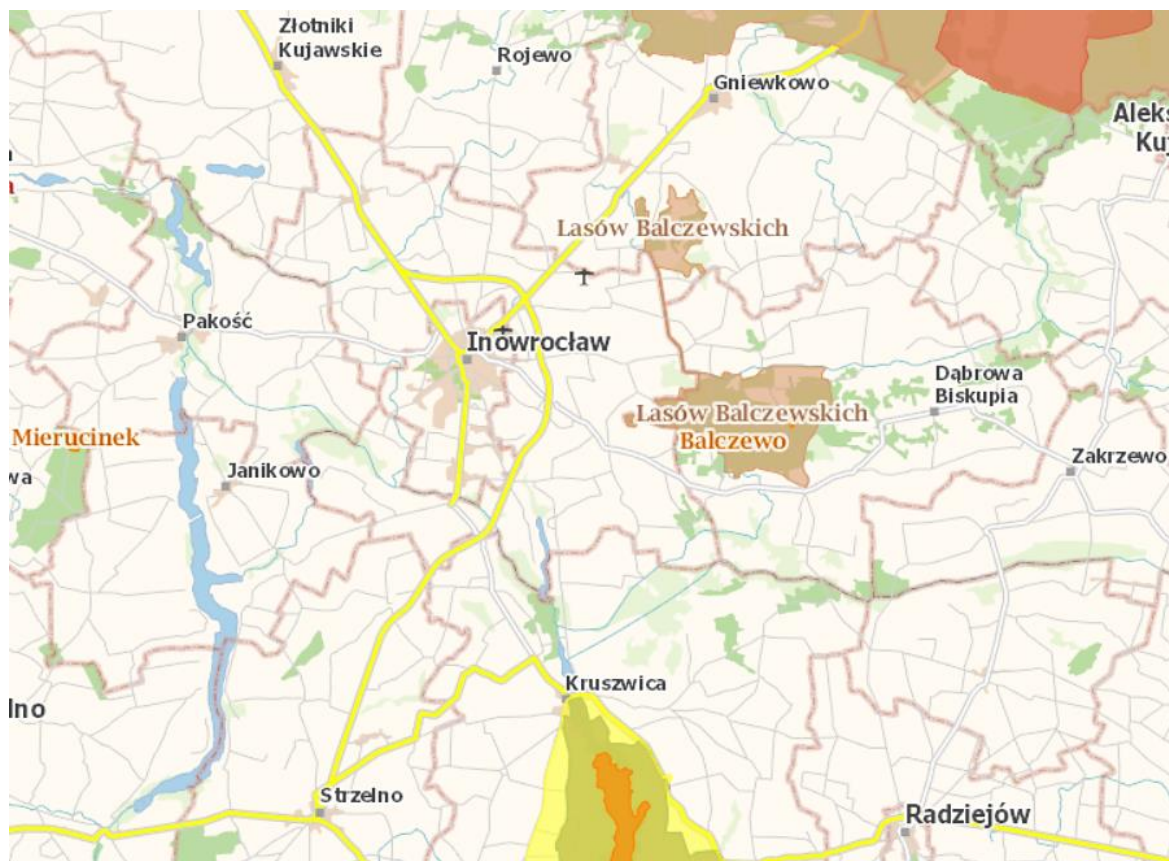 Złotniki
Kujawskie
Rojewo
Gniewkowo
Aleks
Kuj
Lasów Balczewskich
Pakość
Inowrocław
Dąbrowa
Biskupia
Lasów Balczewskich
Balczewo
Mierucinek
Janikowo
wa
Zakrzewo
Kruszwica
lno
Strzelno
Radziejów